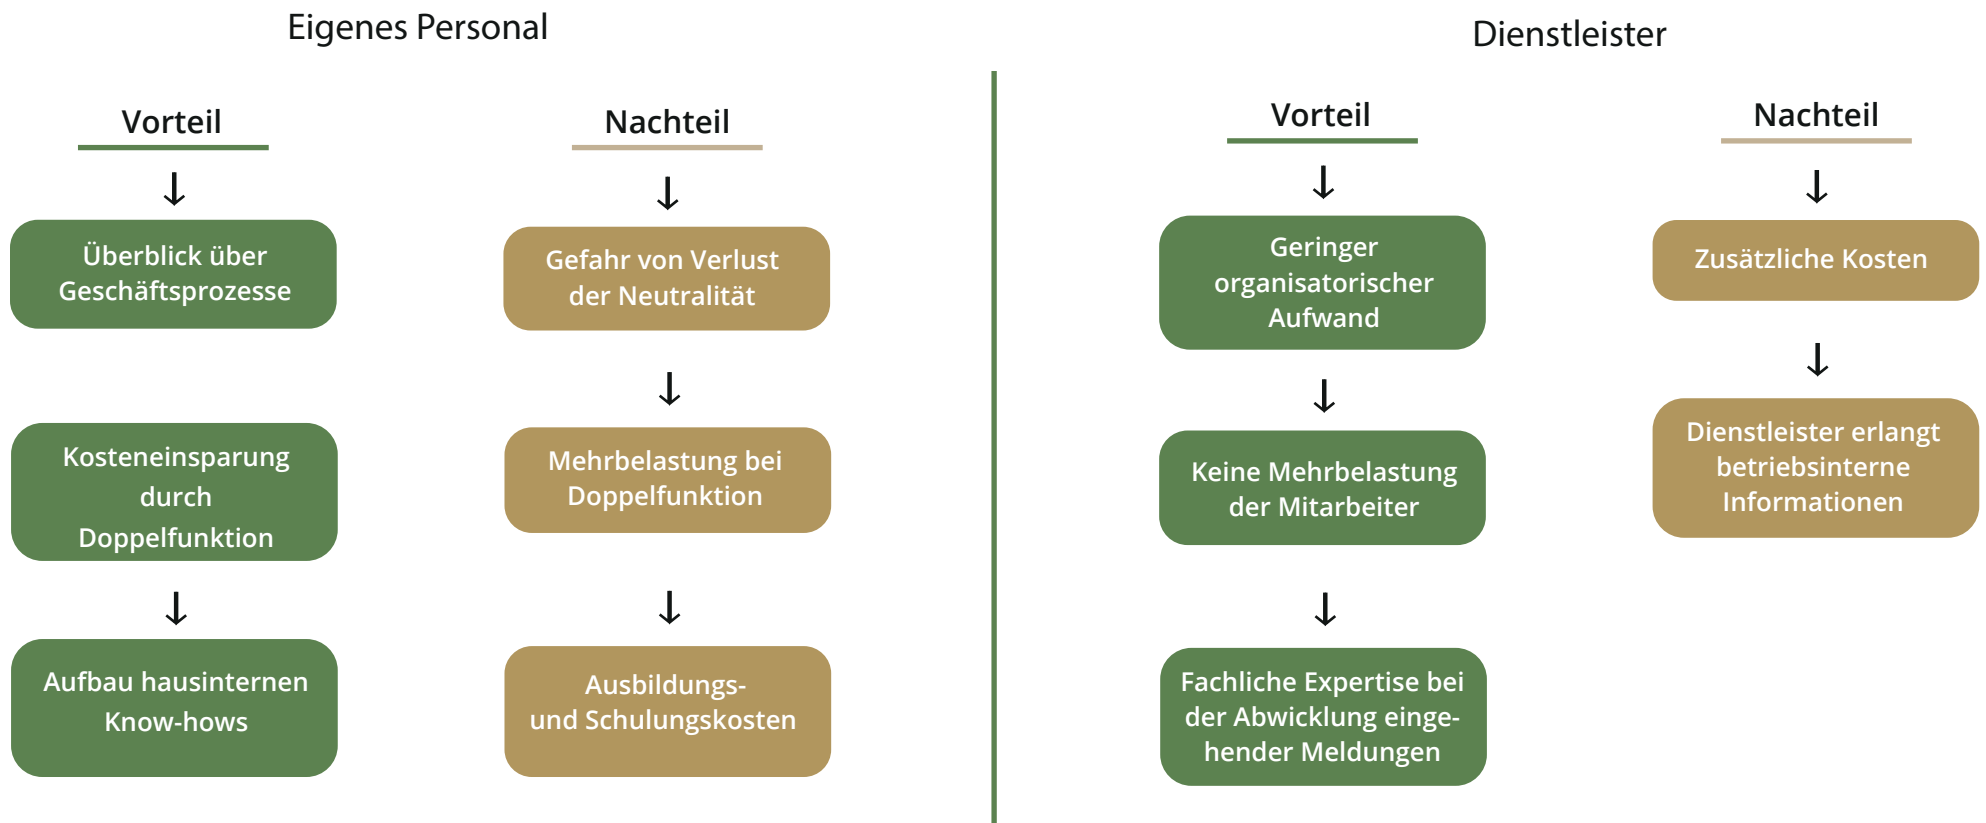 Eigenes Personal
Vorteil
Überblick über
Geschäftsprozesse
Kosteneinsparung
durch
Doppelfunktion
Aufbau hausinternen
Know-hows
Nachteil
Gefahr von Verlust
der Neutralität
Mehrbelastung bei
Doppelfunktion
Ausbildungs-
und Schulungskosten
Dienstleister
Vorteil
Geringer
organisatorischer
Aufwand
Keine Mehrbelastung
der Mitarbeiter
Fachliche Expertise bei
der Abwicklung einge-
hender Meldungen
Nachteil
Zusätzliche Kosten
Dienstleister erlangt
betriebsinterne
Informationen